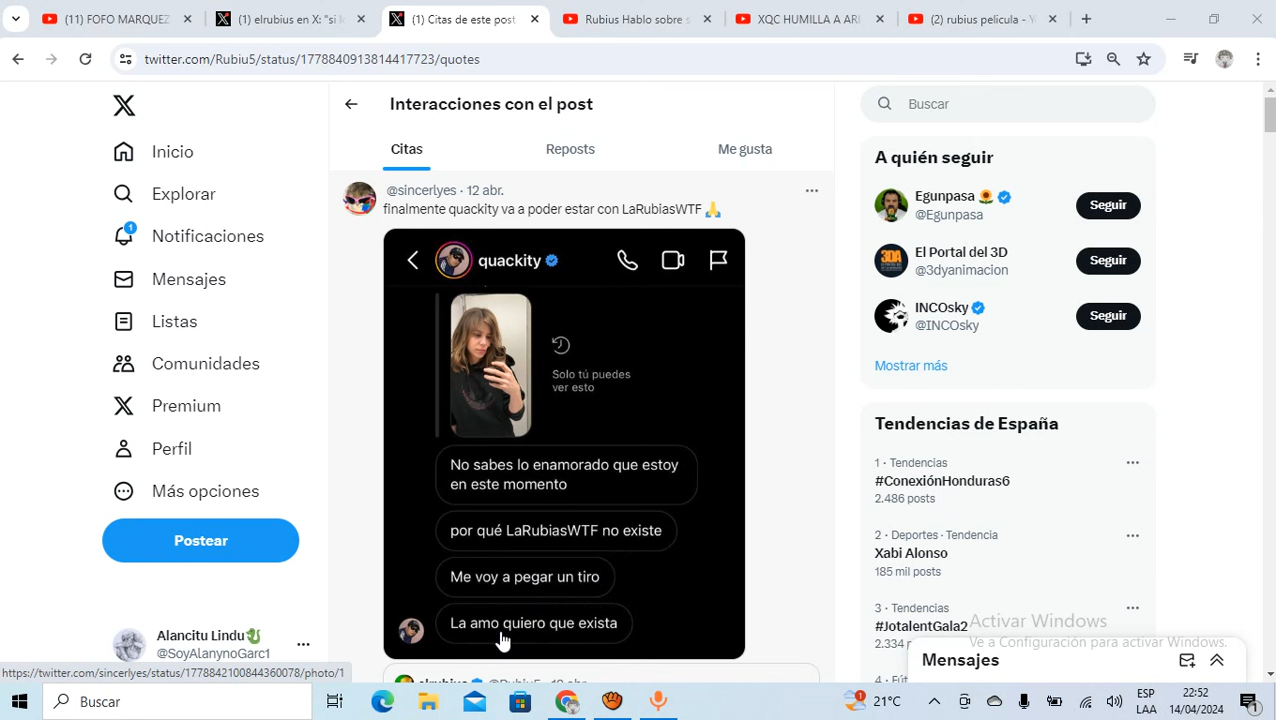 (11) FOFO MÁRQUEZ
(1) elrubius en X: "si l
(1) Citas de este post
Rubius Hablo sobre s
XQC HUMILLA A ARI
(2) rubius pelicula - Y
twitter.com/Rubiu5/status/1778840913814417723/quotes
Inicio
Explorar
1
Notificaciones
Mensajes
Listas
Comunidades
Premium
Perfil
Más opciones
Postear
Alancitu Lindu
@SoyAlanynoGarc1
Interacciones con el post
Citas
Reposts
Me gusta
@sincerlyes · 12 abr.
finalmente quackity va a poder estar con LaRubiasWTF 🙏
quackity
Solo tú puedes
ver esto
No sabes lo enamorado que estoy
en este momento
por qué LaRubiasWTF no existe
Me voy a pegar un tiro
La amo quiero que exista
Buscar
A quién seguir
Egunpasa 🌻
@Egunpasa
Seguir
El Portal del 3D
@3dyanimacion
Seguir
INCOsky
@INCOsky
Seguir
Mostrar más
Tendencias de España
1 · Tendencias
#ConexiónHonduras6
2.486 posts
2 · Deportes · Tendencia
Xabi Alonso
185 mil posts
3 · Tendencias
#JotalentGala2
2.334
Activar Windows
Ve a Configuración para activar Windows.
Mensajes
https://twitter.com/sincerlyes/status/1778842100844360078/photo/1
Buscar
1
21°C
ESP
LAA
22:52
14/04/2024
1